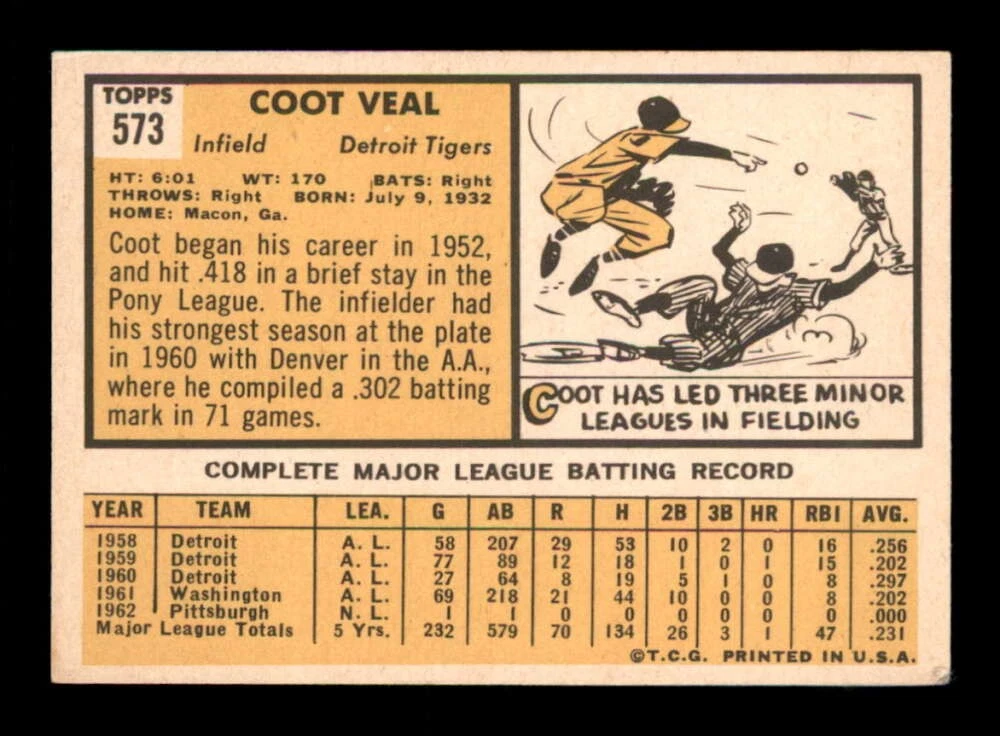 TOPPS
573
COOT VEAL
Infield Detroit Tigers
HT: 6:01 WT: 170 BATS: Right
THROWS: Right BORN: July 9, 1932
HOME: Macon, Ga.
Coot began his career in 1952,
and hit .418 in a brief stay in the
Pony League. The infielder had
his strongest season at the plate
in 1960 with Denver in the A.A.,
where he compiled a .302 batting
mark in 71 games.
COOT HAS LED THREE MINOR
LEAGUES IN FIELDING
COMPLETE MAJOR LEAGUE BATTING RECORD
YEAR TEAM LEA. G AB R H 2B 3B HR RBI AVG.
1958 Detroit A. L. 58 207 29 53 10 2 0 16 .256
1959 Detroit A. L. 77 89 12 18 1 0 1 15 .202
1960 Detroit A. L. 27 64 8 19 5 1 0 8 .297
1961 Washington A. L. 69 218 21 44 10 0 0 8 .202
1962 Pittsburgh N. L. 1 1 0 0 0 0 0 0 .000
Major League Totals 5 Yrs. 232 579 70 134 26 3 1 47 .231
©T.C.G. PRINTED IN U.S.A.